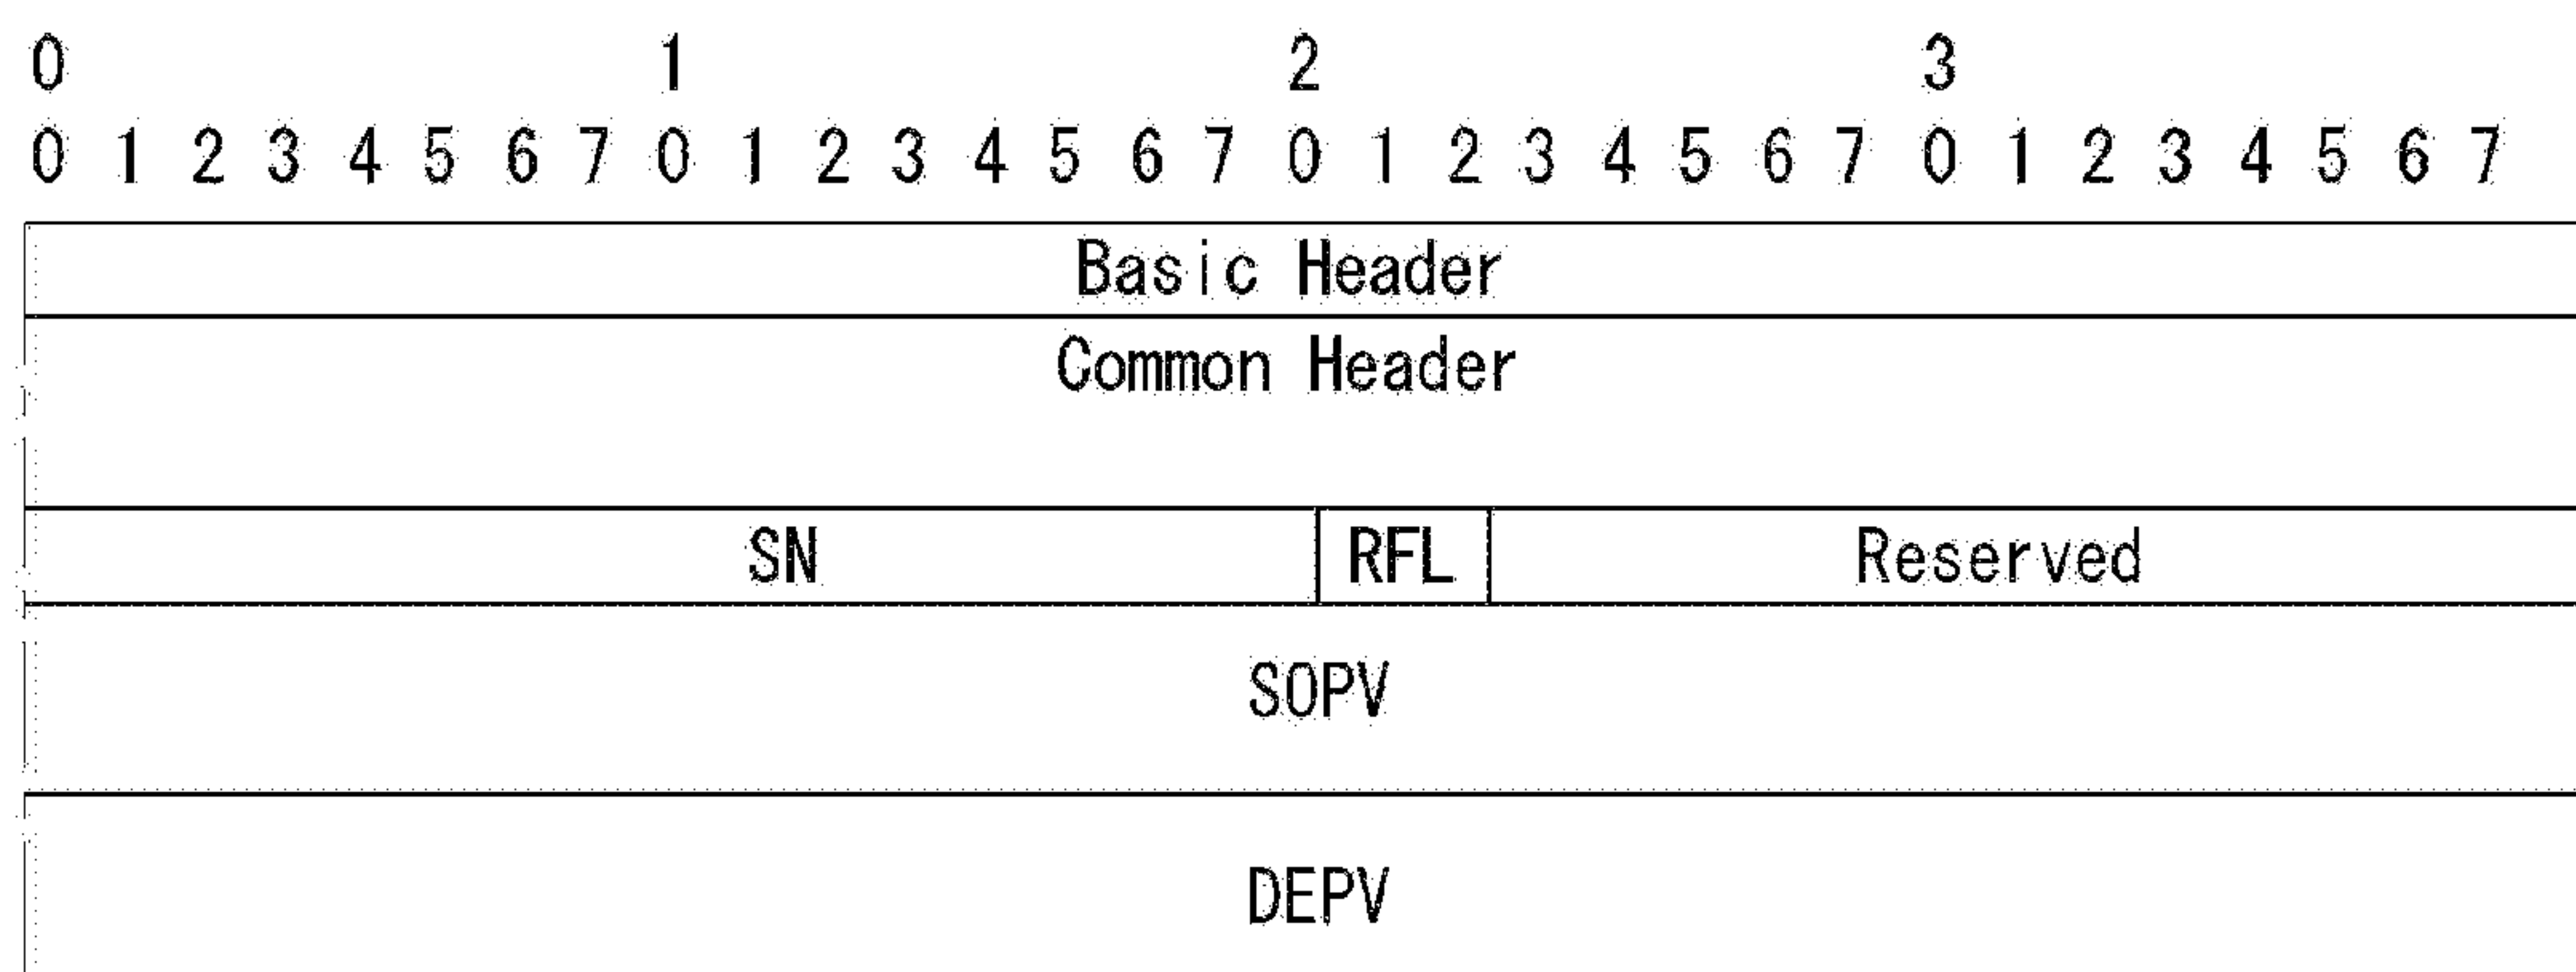 0 1 2 3
0 1 2 3 4 5 6 7 0 1 2 3 4 5 6 7 0 1 2 3 4 5 6 7 0 1 2 3 4 5 6 7
Basic Header
Common Header
SN RFL Reserved
SOPV
DEPV